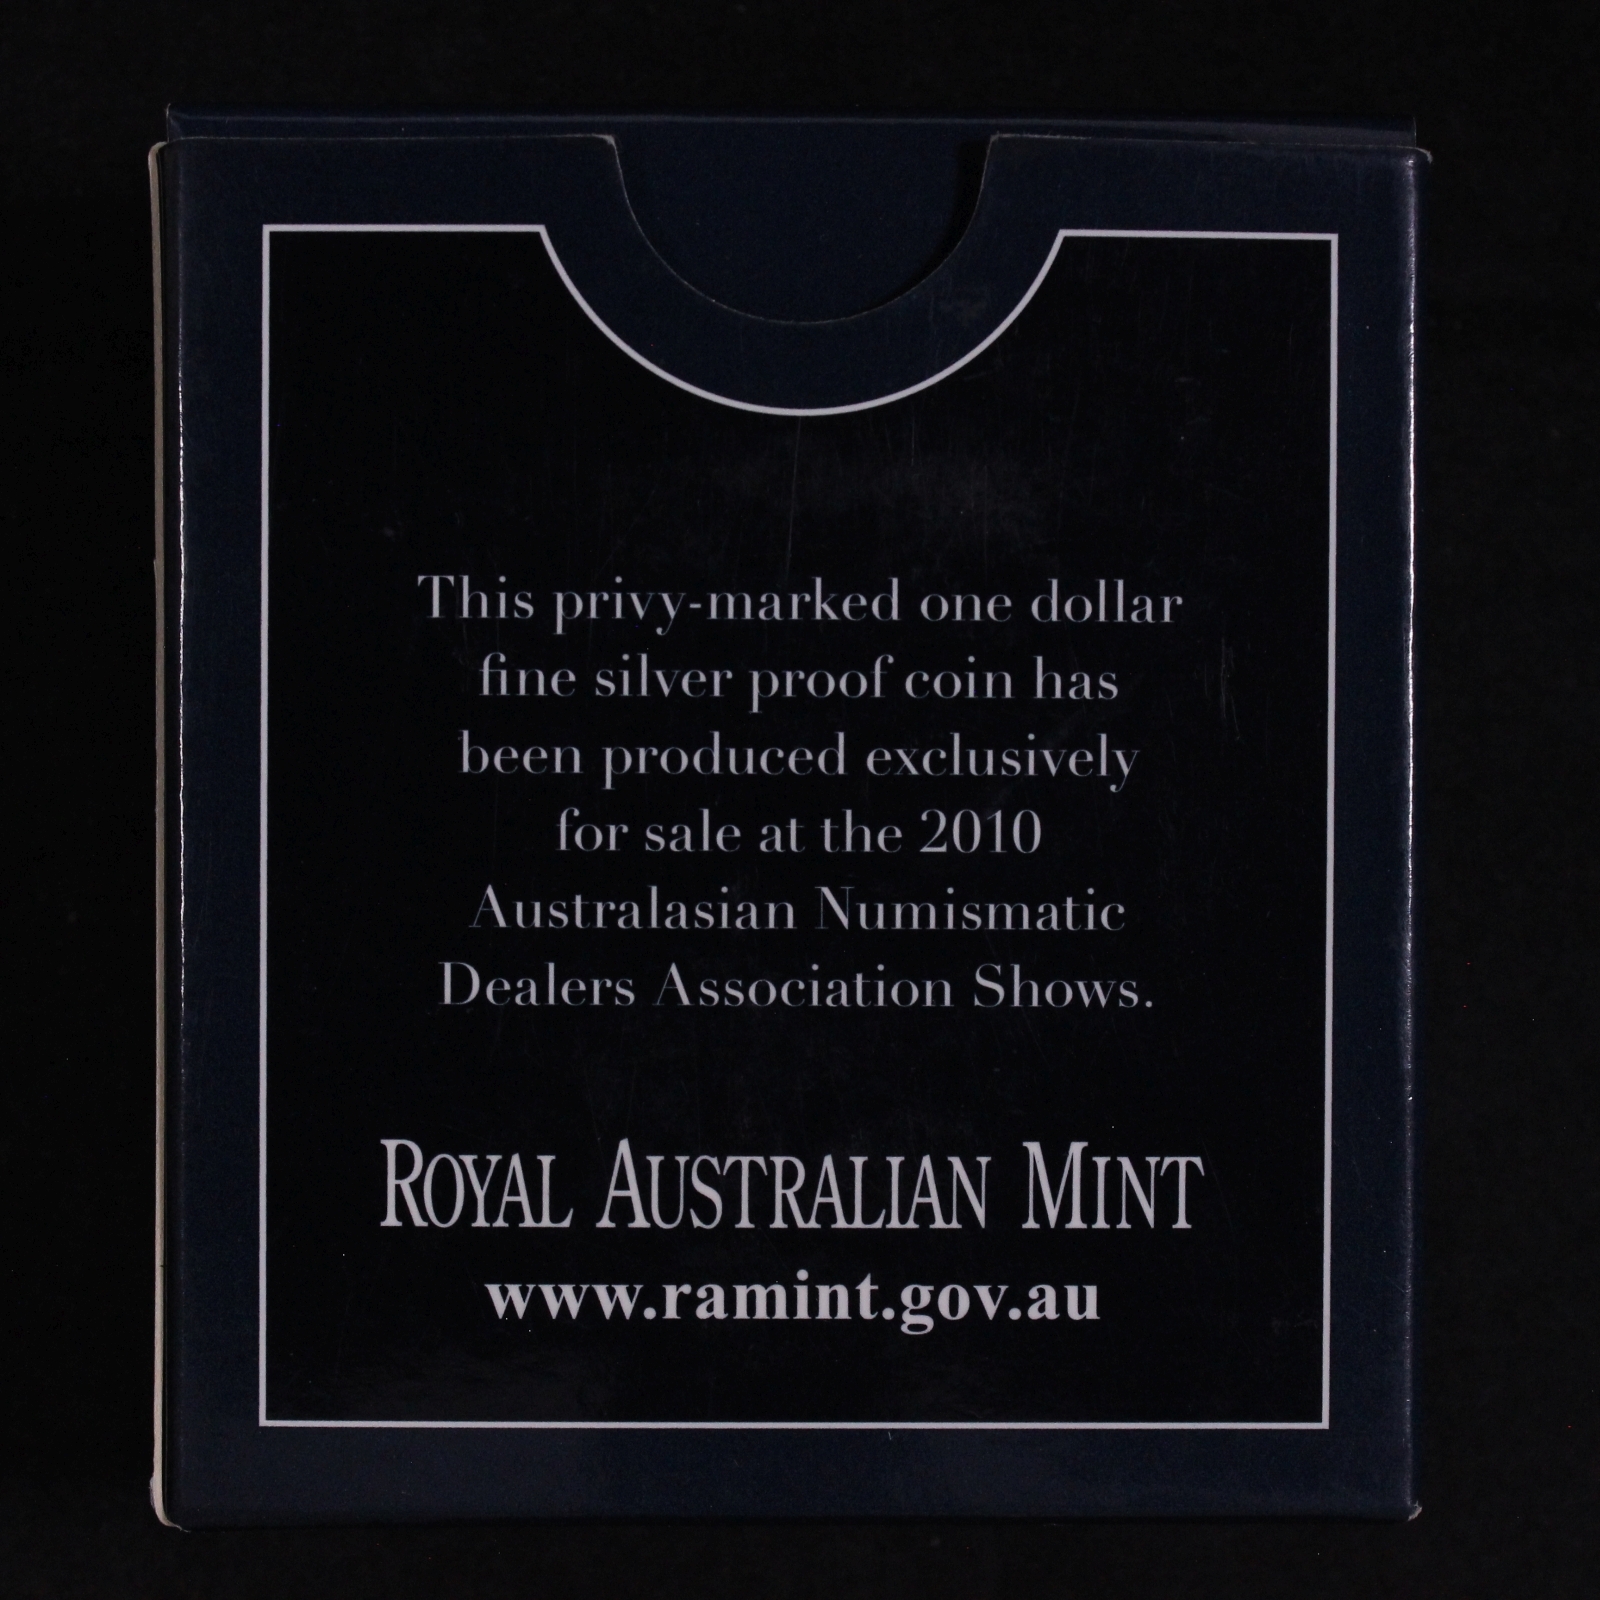 This privy-marked one dollar
fine silver proof coin has
been produced exclusively
for sale at the 2010
Australasian Numismatic
Dealers Association Shows.
ROYAL AUSTRALIAN MINT
www.ramint.gov.au